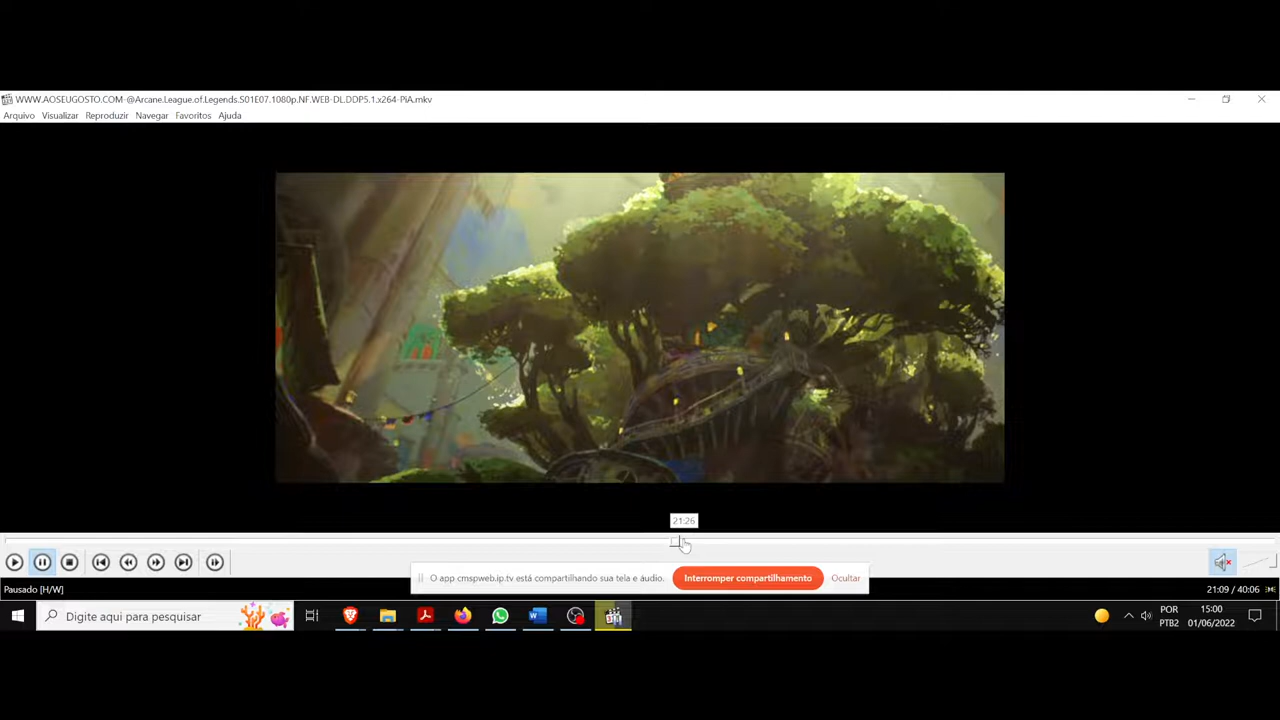 WWW.AOSEUGOSTO.COM-@Arcane.League.of.Legends.S01E07.1080p.NF.WEB-DL.DDP5.1.x264-PiA.mkv
Arquivo Visualizar Reproduzir Navegar Favoritos Ajuda
21:26
O app cmspweb.ip.tv está compartilhando sua tela e áudio. Interromper compartilhamento Ocultar
Pausado [H/W] 21:09 / 40:06
Digite aqui para pesquisar
POR
PTB2
15:00
01/06/2022